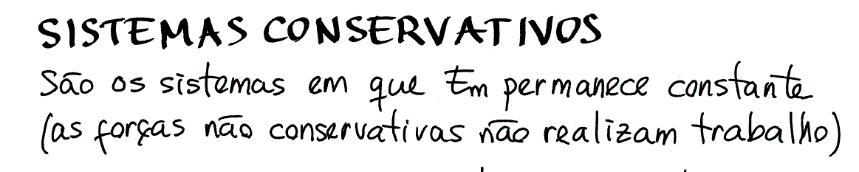 SISTEMAS CONSERVATIVOS
São os sistemas em que Em permanece constante
(as forças não conservativas não realizam trabalho)